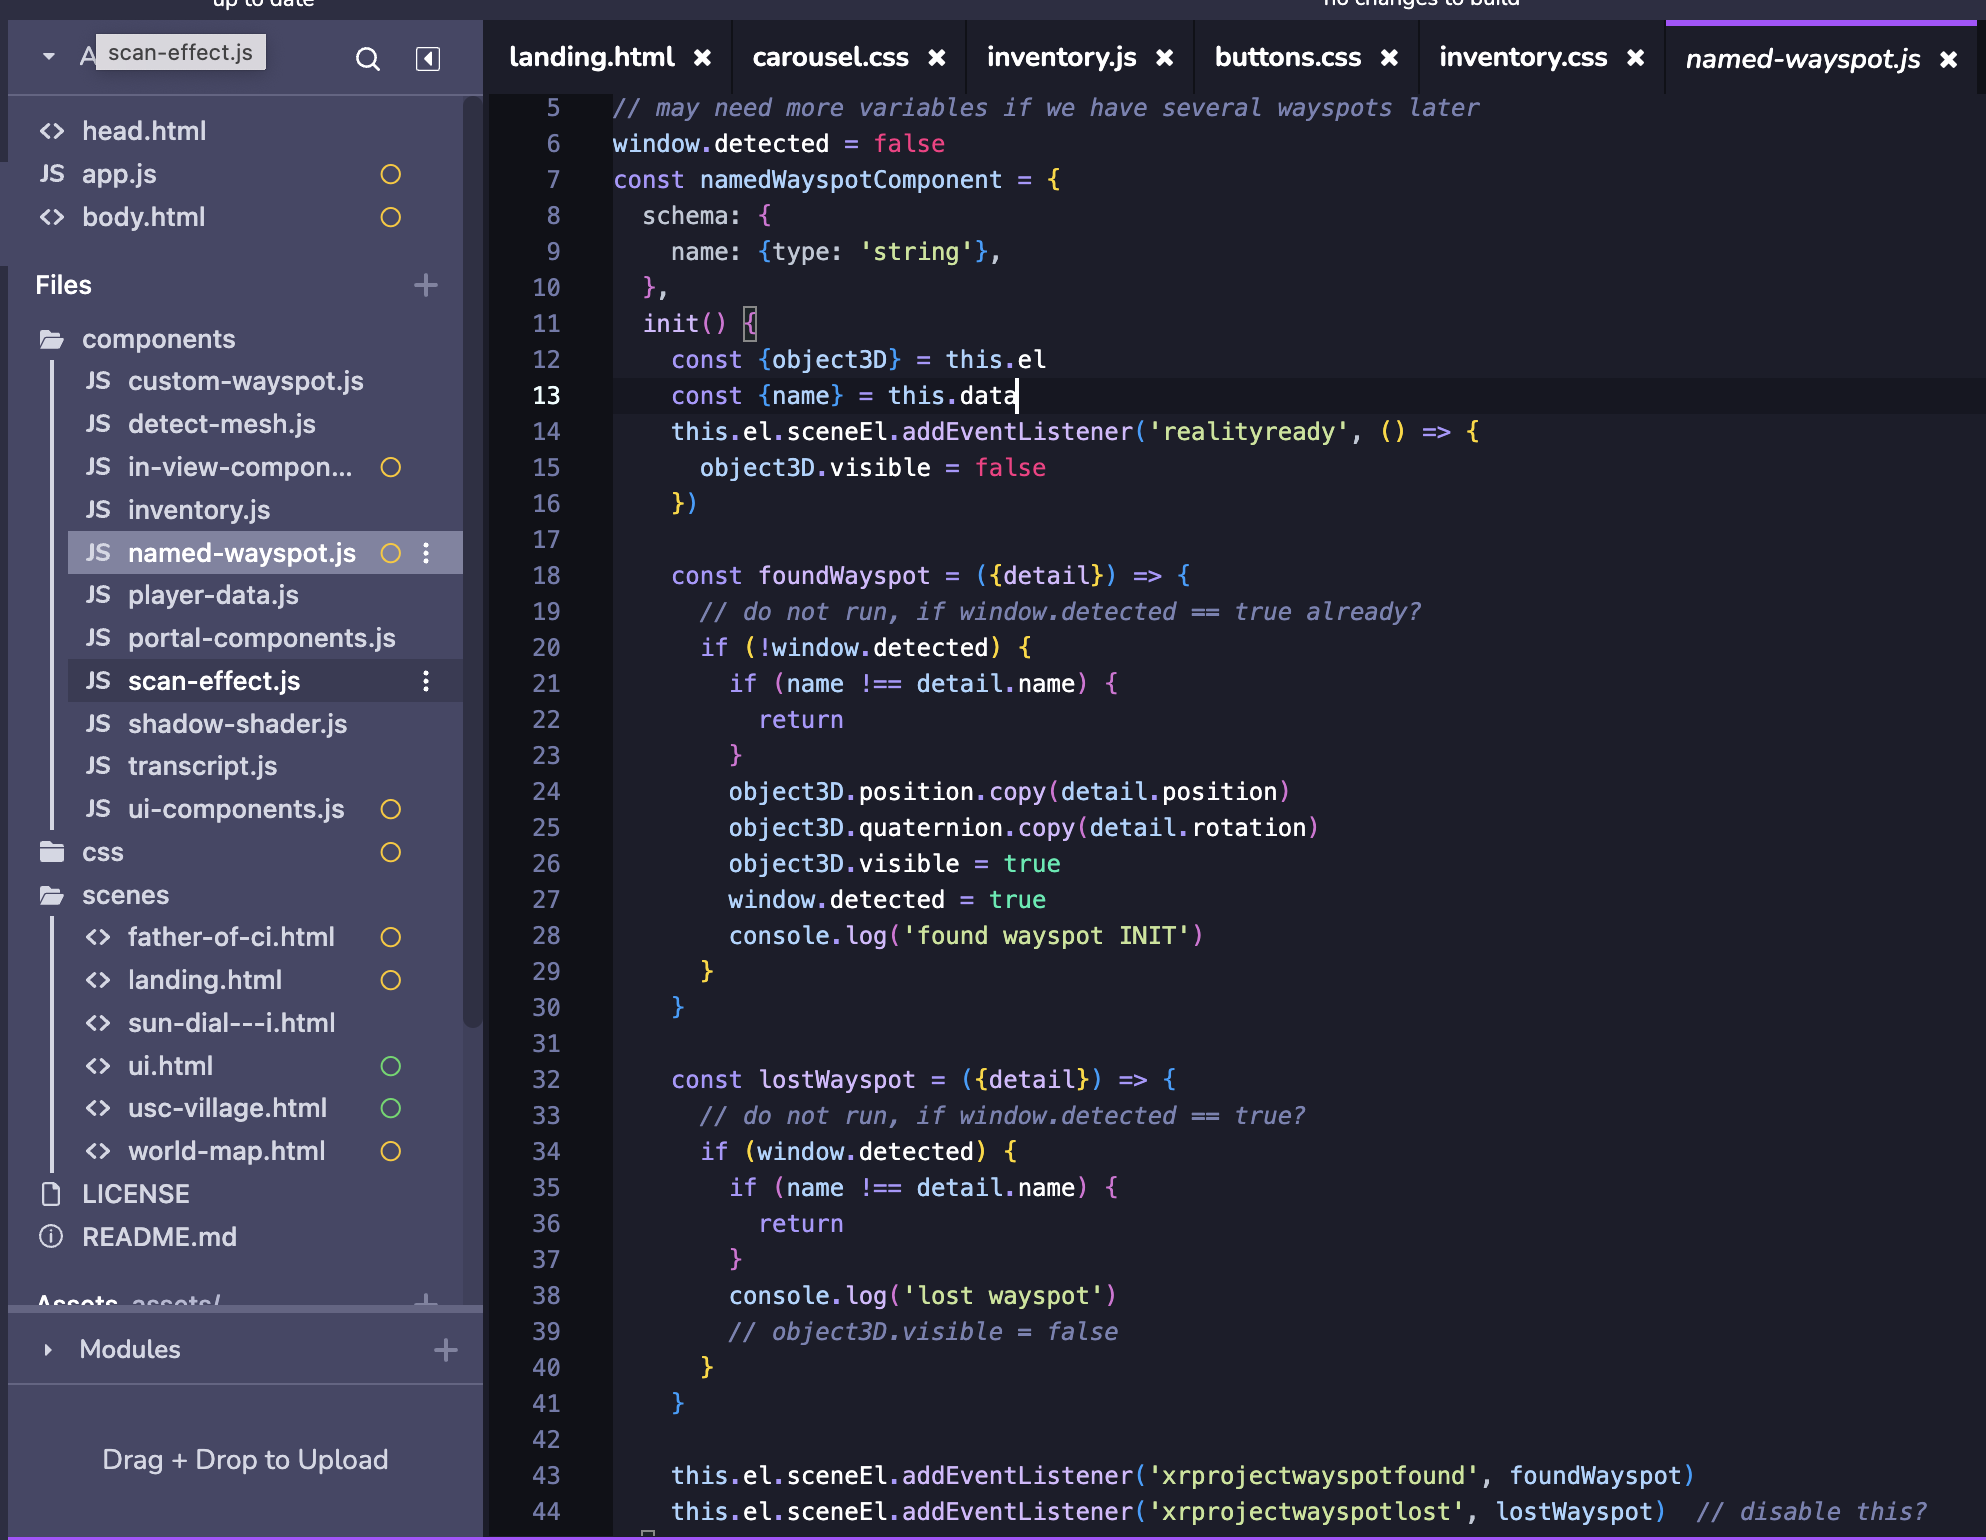 up to date
no changes to build
scan-effect.js
landing.html ✖ carousel.css ✖ inventory.js ✖ buttons.css ✖ inventory.css ✖ named-wayspot.js ✖
<> head.html
JS app.js
<> body.html
Files +
components
JS custom-wayspot.js
JS detect-mesh.js
JS in-view-compon...
JS inventory.js
JS named-wayspot.js
JS player-data.js
JS portal-components.js
JS scan-effect.js
JS shadow-shader.js
JS transcript.js
JS ui-components.js
css
scenes
<> father-of-ci.html
<> landing.html
<> sun-dial---i.html
<> ui.html
<> usc-village.html
<> world-map.html
LICENSE
README.md
Assets assets/ +
Modules +
Drag + Drop to Upload
5 // may need more variables if we have several wayspots later
6 window.detected = false
7 const namedWayspotComponent = {
8   schema: {
9     name: {type: 'string'},
10   },
11   init() {
12     const {object3D} = this.el
13     const {name} = this.data
14     this.el.sceneEl.addEventListener('realityready', () => {
15       object3D.visible = false
16     })
17
18     const foundWayspot = ({detail}) => {
19       // do not run, if window.detected == true already?
20       if (!window.detected) {
21         if (name !== detail.name) {
22           return
23         }
24         object3D.position.copy(detail.position)
25         object3D.quaternion.copy(detail.rotation)
26         object3D.visible = true
27         window.detected = true
28         console.log('found wayspot INIT')
29       }
30     }
31
32     const lostWayspot = ({detail}) => {
33       // do not run, if window.detected == true?
34       if (window.detected) {
35         if (name !== detail.name) {
36           return
37         }
38         console.log('lost wayspot')
39         // object3D.visible = false
40       }
41     }
42
43     this.el.sceneEl.addEventListener('xrprojectwayspotfound', foundWayspot)
44     this.el.sceneEl.addEventListener('xrprojectwayspotlost', lostWayspot)  // disable this?